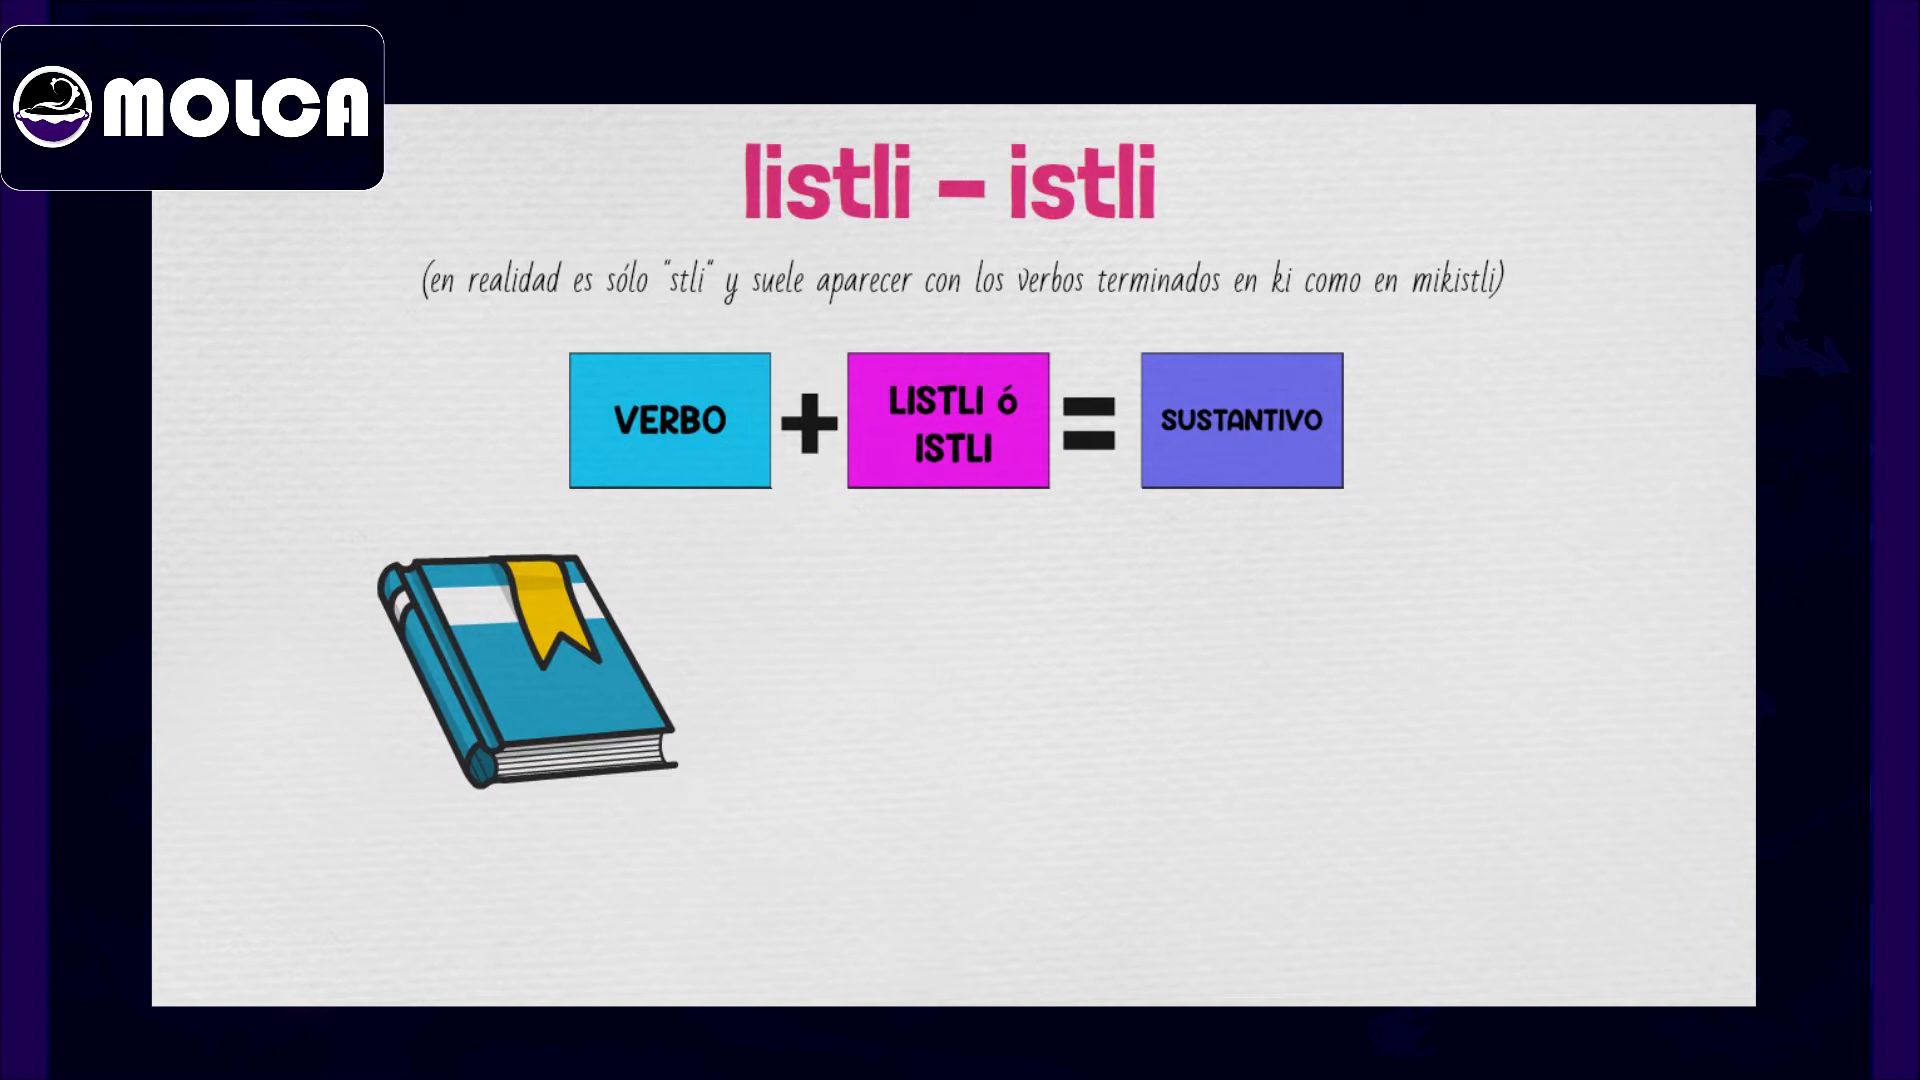 MOLCA
listli - istli
(en realidad es sólo "stli" y suele aparecer con los verbos terminados en ki como en mikistli)
VERBO
+
LISTLI ó
ISTLI
=
SUSTANTIVO